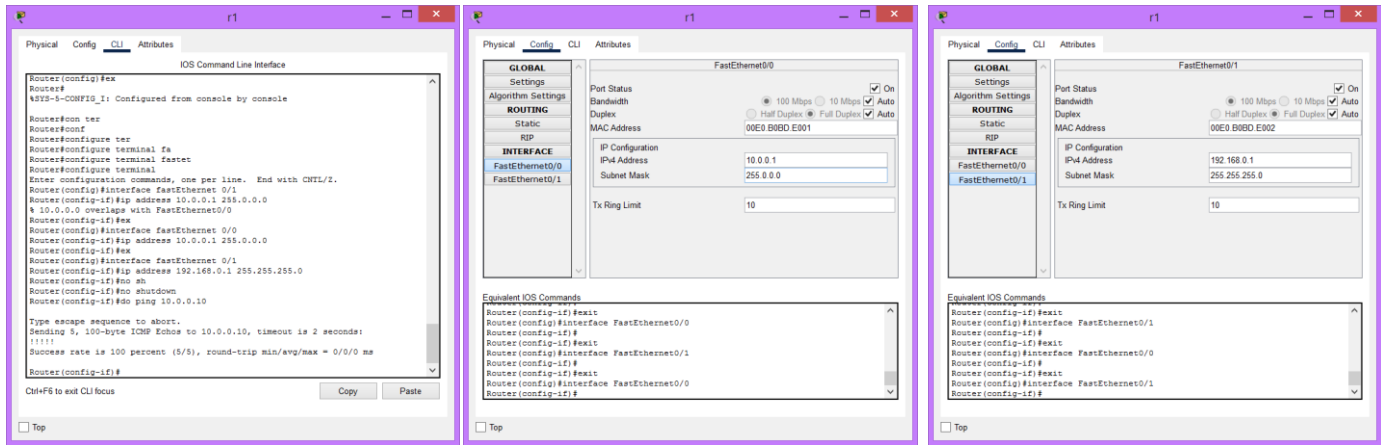 r1
Physical Config CLI Attributes
IOS Command Line Interface
Router(config)#ex
Router#
%SYS-5-CONFIG_I: Configured from console by console
Router#con ter
Router#conf
Router#configure ter
Router#configure terminal fa
Router#configure terminal fastet
Router#configure terminal
Enter configuration commands, one per line.  End with CNTL/Z.
Router(config)#interface fastEthernet 0/1
Router(config-if)#ip address 10.0.0.1 255.0.0.0
% 10.0.0.0 overlaps with FastEthernet0/0
Router(config-if)#ex
Router(config)#interface fastEthernet 0/0
Router(config-if)#ip address 10.0.0.1 255.0.0.0
Router(config-if)#ex
Router(config)#interface fastEthernet 0/1
Router(config-if)#ip address 192.168.0.1 255.255.255.0
Router(config-if)#no sh
Router(config-if)#no shutdown
Router(config-if)#do ping 10.0.0.10
Type escape sequence to abort.
Sending 5, 100-byte ICMP Echos to 10.0.0.10, timeout is 2 seconds:
!!!!!
Success rate is 100 percent (5/5), round-trip min/avg/max = 0/0/0 ms
Router(config-if)#
Ctrl+F6 to exit CLI focus
Copy Paste
Top
r1
Physical Config CLI Attributes
GLOBAL
Settings
Algorithm Settings
ROUTING
Static
RIP
INTERFACE
FastEthernet0/0
FastEthernet0/1
FastEthernet0/0
Port Status On
Bandwidth 100 Mbps 10 Mbps Auto
Duplex Half Duplex Full Duplex Auto
MAC Address 00E0.B0BD.E001
IP Configuration
IPv4 Address 10.0.0.1
Subnet Mask 255.0.0.0
Tx Ring Limit 10
Equivalent IOS Commands
Router(config-if)#exit
Router(config)#interface FastEthernet0/0
Router(config-if)#
Router(config-if)#exit
Router(config)#interface FastEthernet0/1
Router(config-if)#
Router(config-if)#exit
Router(config)#interface FastEthernet0/0
Router(config-if)#
Top
r1
Physical Config CLI Attributes
GLOBAL
Settings
Algorithm Settings
ROUTING
Static
RIP
INTERFACE
FastEthernet0/0
FastEthernet0/1
FastEthernet0/1
Port Status On
Bandwidth 100 Mbps 10 Mbps Auto
Duplex Half Duplex Full Duplex Auto
MAC Address 00E0.B0BD.E002
IP Configuration
IPv4 Address 192.168.0.1
Subnet Mask 255.255.255.0
Tx Ring Limit 10
Equivalent IOS Commands
Router(config-if)#exit
Router(config)#interface FastEthernet0/1
Router(config-if)#
Router(config-if)#exit
Router(config)#interface FastEthernet0/0
Router(config-if)#
Router(config-if)#exit
Router(config)#interface FastEthernet0/1
Router(config-if)#
Top